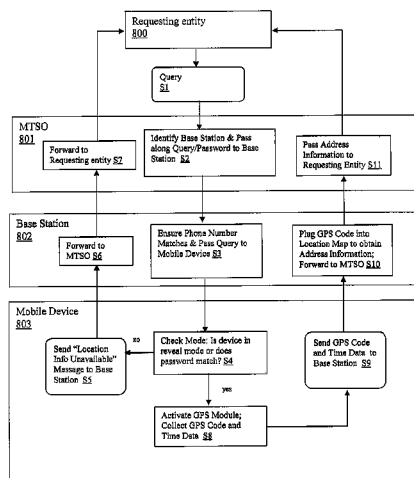 Requesting entity
800
Query
S1
MTSO
801
Forward to
Requesting entity S7
Identify Base Station & Pass
along Query/Password to Base
Station S2
Pass Address
Information to
Requesting Entity S11
Base Station
802
Forward to
MTSO S6
Ensure Phone Number
Matches & Pass Query to
Mobile Device S3
Plug GPS Code into
Location Map to obtain
Address Information;
Forward to MTSO S10
Mobile Device
803
Send "Location
Info Unavailable"
Message to Base
Station S5
no
Check Mode: Is device in
reveal mode or does
password match? S4
Send GPS Code
and Time Data to
Base Station S9
yes
Activate GPS Module;
Collect GPS Code and
Time Data S8